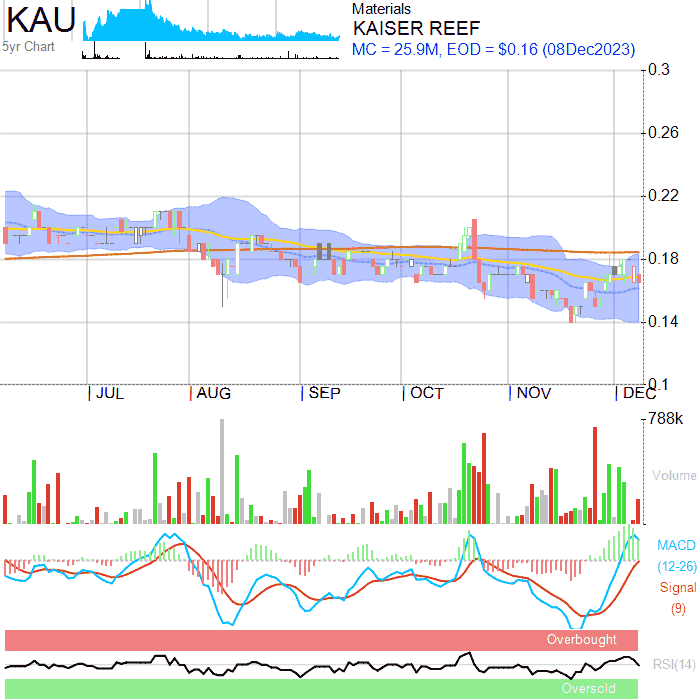 KAU
5yr Chart
Materials
KAISER REEF
MC = 25.9M, EOD = $0.16 (08Dec2023)
0.3
0.26
0.22
0.18
0.14
0.1
JUL AUG SEP OCT NOV DEC
788k
Volume
MACD
(12-26)
Signal
(9)
Overbought
RSI(14)
Oversold